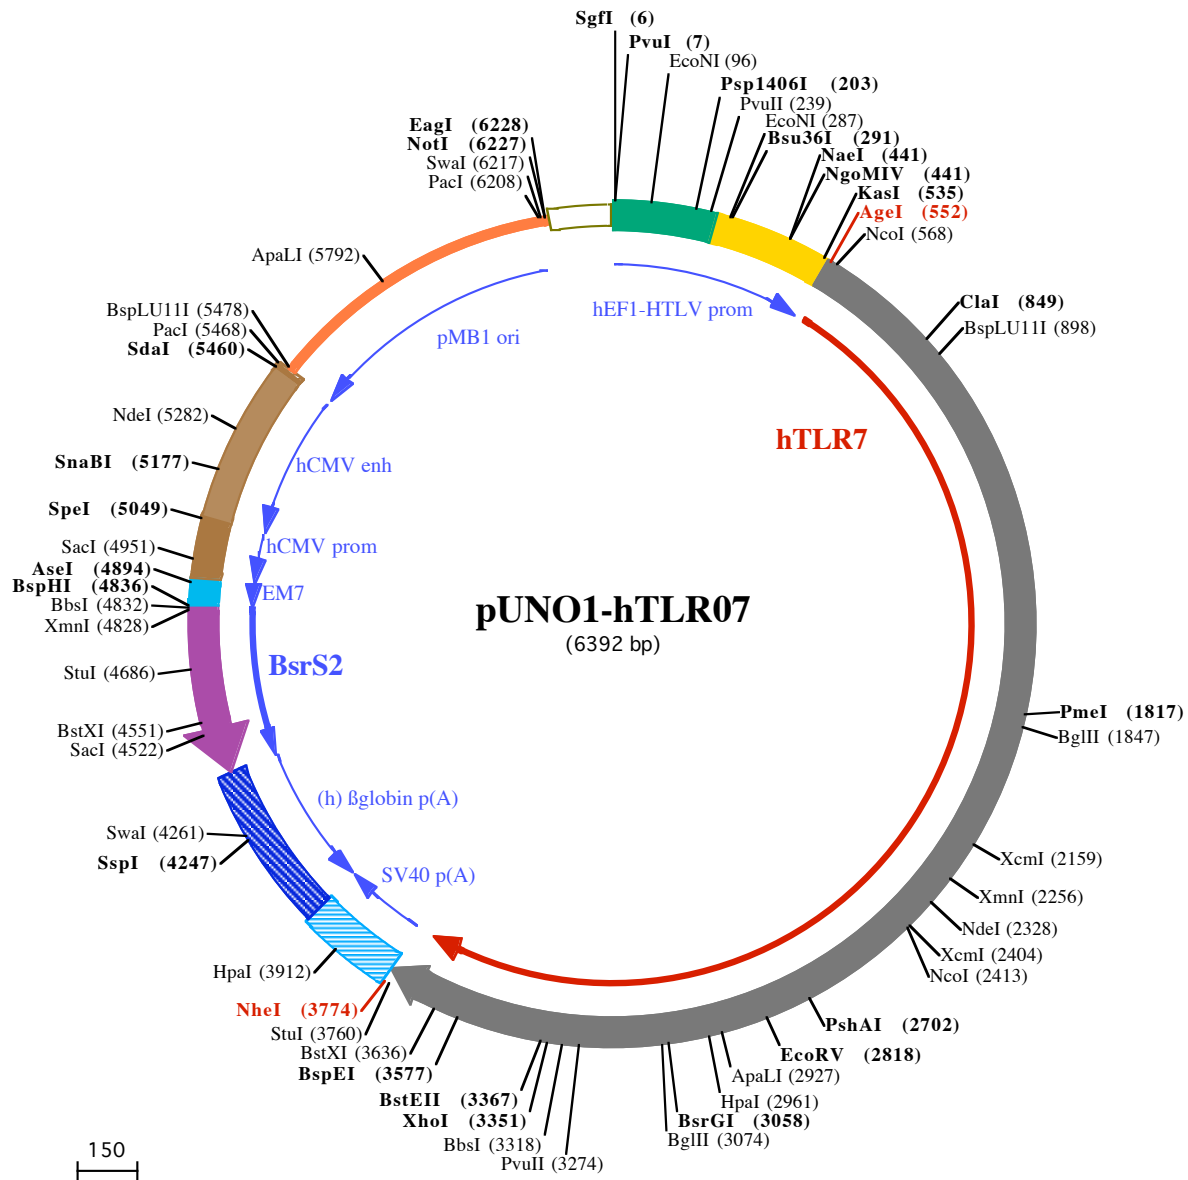 SgfI (6)
PvuI (7)
EcoNI (96)
Psp1406I (203)
PvuII (239)
EcoNI (287)
Bsu36I (291)
NaeI (441)
NgoMIV (441)
KasI (535)
AgeI (552)
NcoI (568)
EagI (6228)
NotI (6227)
SwaI (6217)
PacI (6208)
ApaLI (5792)
BspLU11I (5478)
PacI (5468)
SdaI (5460)
NdeI (5282)
SnaBI (5177)
SpeI (5049)
SacI (4951)
AseI (4894)
BspHI (4836)
BbsI (4832)
XmnI (4828)
StuI (4686)
BstXI (4551)
SacI (4522)
SwaI (4261)
SspI (4247)
HpaI (3912)
NheI (3774)
StuI (3760)
BstXI (3636)
BspEI (3577)
BstEII (3367)
XhoI (3351)
BbsI (3318)
PvuII (3274)
ClaI (849)
BspLU11I (898)
PmeI (1817)
BglII (1847)
XcmI (2159)
XmnI (2256)
NdeI (2328)
XcmI (2404)
NcoI (2413)
PshAI (2702)
EcoRV (2818)
ApaLI (2927)
HpaI (2961)
BsrGI (3058)
BglII (3074)
hEF1-HTLV prom
pMB1 ori
hTLR7
hCMV enh
hCMV prom
EM7
BsrS2
(h) ßglobin p(A)
SV40 p(A)
pUNO1-hTLR07
(6392 bp)
150